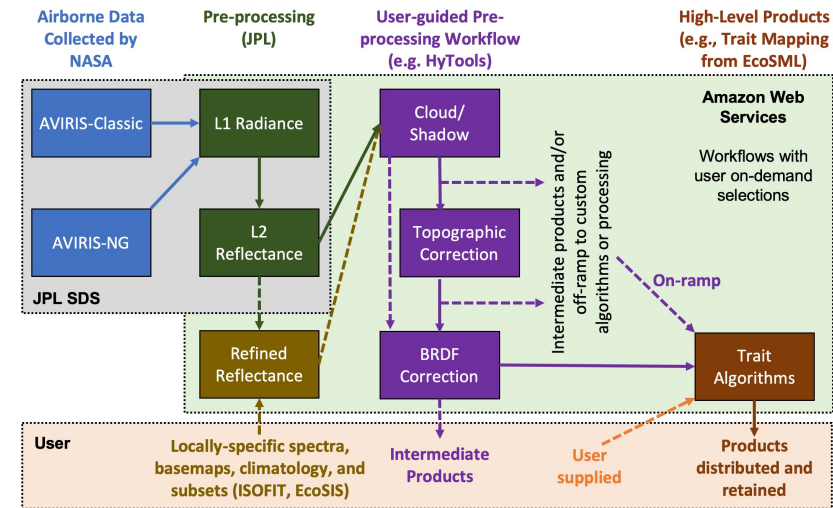 Airborne Data
Collected by
NASA
Pre-processing
(JPL)
User-guided Pre-
processing Workflow
(e.g. HyTools)
High-Level Products
(e.g., Trait Mapping
from EcoSML)
AVIRIS-Classic
L1 Radiance
Cloud/
Shadow
Amazon Web
Services
Workflows with
user on-demand
selections
AVIRIS-NG
L2
Reflectance
Topographic
Correction
Intermediate products and/or
off-ramp to custom
algorithms or processing
On-ramp
JPL SDS
Refined
Reflectance
BRDF
Correction
Trait
Algorithms
User
Locally-specific spectra,
basemaps, climatology, and
subsets (ISOFIT, EcoSIS)
Intermediate
Products
User
supplied
Products
distributed and
retained